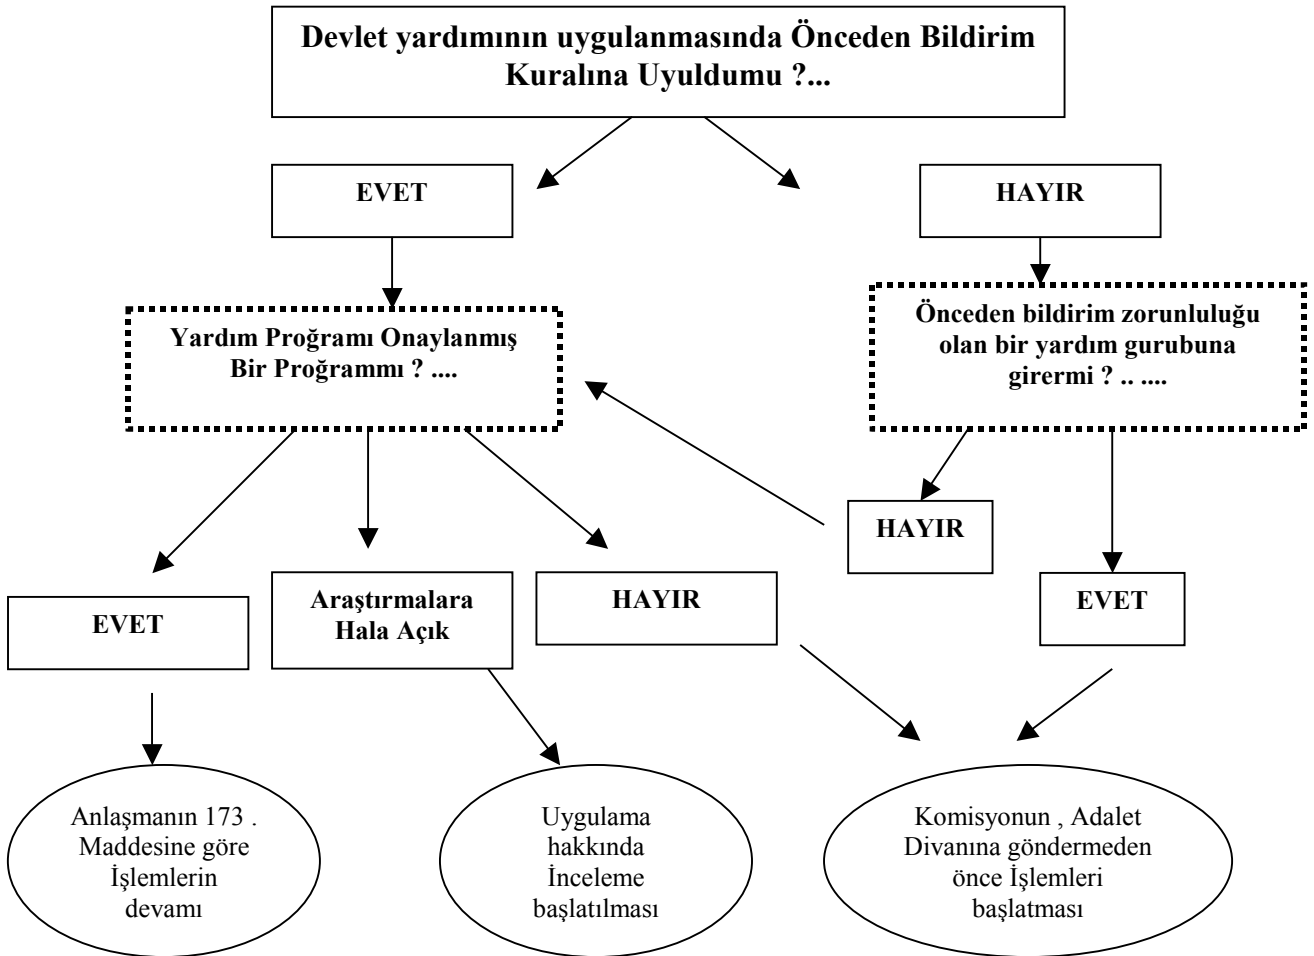 Devlet yardımının uygulanmasında Önceden Bildirim
Kuralına Uyuldumu ?...
EVET
HAYIR
Yardım Proğramı Onaylanmış
Bir Proğrammı ? ....
Önceden bildirim zorunluluğu
olan bir yardım gurubuna
girermi ? .. ....
HAYIR
EVET
Araştırmalara
Hala Açık
HAYIR
EVET
Anlaşmanın 173 .
Maddesine göre
İşlemlerin
devamı
Uygulama
hakkında
İnceleme
başlatılması
Komisyonun , Adalet
Divanına göndermeden
önce İşlemleri
başlatması